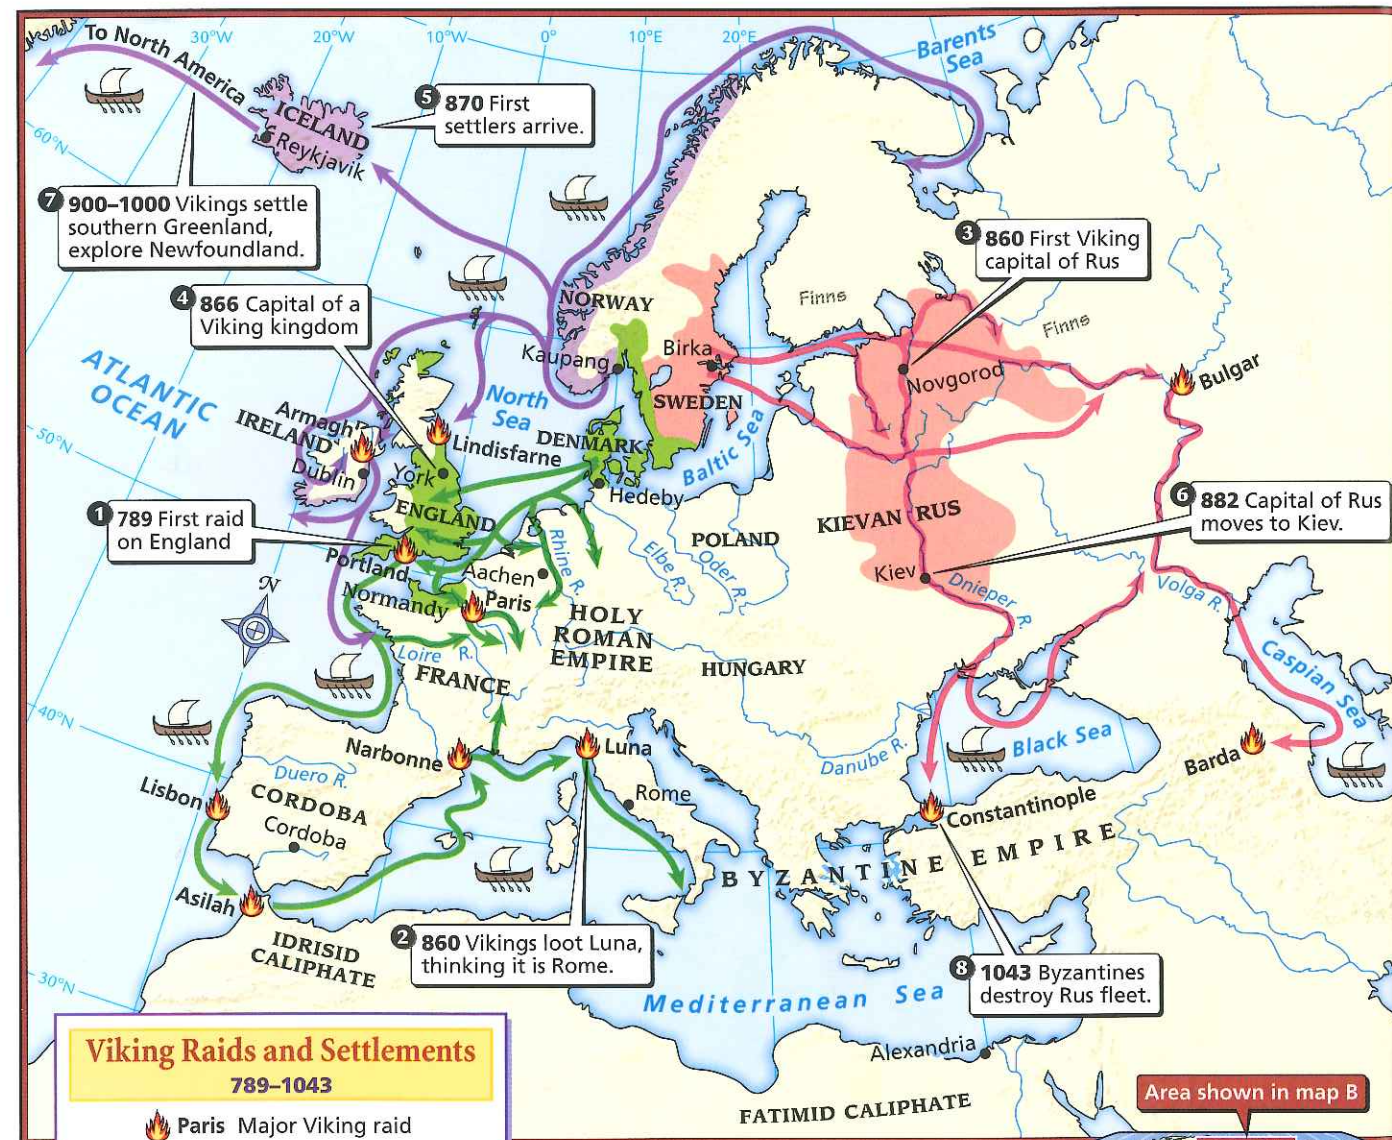 30°W
20°W
10°W
0°
10°E
20°E
60°N
50°N
40°N
30°N
To North America
Barents
Sea
ICELAND
Reykjavik
5 870 First
settlers arrive.
7 900–1000 Vikings settle
southern Greenland,
explore Newfoundland.
3 860 First Viking
capital of Rus
4 866 Capital of a
Viking kingdom
NORWAY
Finns
Finns
Kaupang
Birka
SWEDEN
Novgorod
Bulgar
ATLANTIC
OCEAN
North
Sea
Armagh
IRELAND
Dublin
Lindisfarne
York
DENMARK
Baltic Sea
Hedeby
ENGLAND
1 789 First raid
on England
Portland
POLAND
KIEVAN RUS
6 882 Capital of Rus
moves to Kiev.
Kiev
Dnieper R.
Volga R.
Rhine R.
Elbe R.
Oder R.
Aachen
Normandy
Paris
HOLY
ROMAN
EMPIRE
HUNGARY
N
Loire R.
FRANCE
Caspian Sea
Narbonne
Luna
Danube R.
Black Sea
Barda
Duero R.
Lisbon
CORDOBA
Cordoba
Rome
Constantinople
BYZANTINE EMPIRE
Asilah
IDRISID
CALIPHATE
2 860 Vikings loot Luna,
thinking it is Rome.
8 1043 Byzantines
destroy Rus fleet.
Mediterranean Sea
Alexandria
FATIMID CALIPHATE
Viking Raids and Settlements
789–1043
Paris Major Viking raid
Area shown in map B